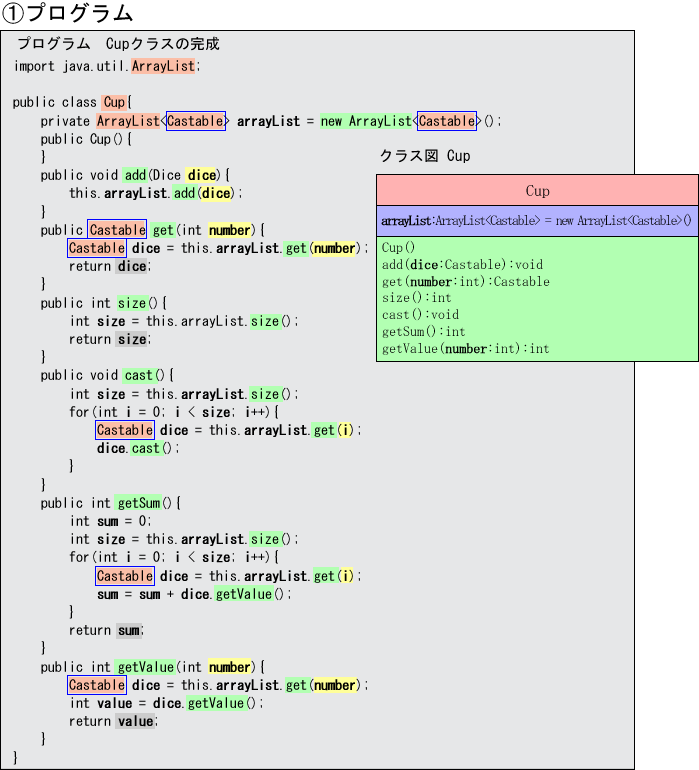 ①プログラム
プログラム　Cupクラスの完成
import java.util.ArrayList;
public class Cup{
private ArrayList<Castable> arrayList = new ArrayList<Castable>();
public Cup(){
}
public void add(Dice dice){
this.arrayList.add(dice);
}
public Castable get(int number){
Castable dice = this.arrayList.get(number);
return dice;
}
public int size(){
int size = this.arrayList.size();
return size;
}
public void cast(){
int size = this.arrayList.size();
for(int i = 0; i < size; i++){
Castable dice = this.arrayList.get(i);
dice.cast();
}
}
public int getSum(){
int sum = 0;
int size = this.arrayList.size();
for(int i = 0; i < size; i++){
Castable dice = this.arrayList.get(i);
sum = sum + dice.getValue();
}
return sum;
}
public int getValue(int number){
Castable dice = this.arrayList.get(number);
int value = dice.getValue();
return value;
}
}
クラス図 Cup
Cup
arrayList:ArrayList<Castable> = new ArrayList<Castable>()
Cup()
add(dice:Castable):void
get(number:int):Castable
size():int
cast():void
getSum():int
getValue(number:int):int